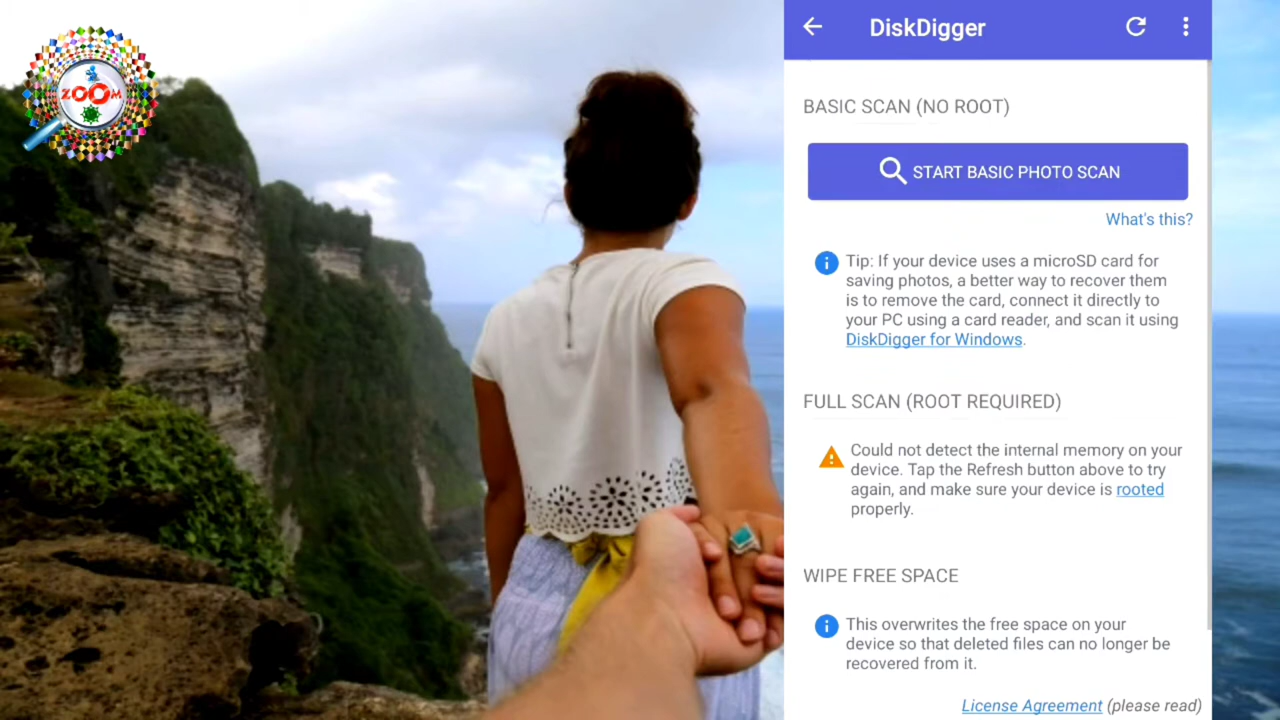 ZOOM
DiskDigger
BASIC SCAN (NO ROOT)
START BASIC PHOTO SCAN
What's this?
Tip: If your device uses a microSD card for
saving photos, a better way to recover them
is to remove the card, connect it directly to
your PC using a card reader, and scan it using
DiskDigger for Windows.
FULL SCAN (ROOT REQUIRED)
Could not detect the internal memory on your
device. Tap the Refresh button above to try
again, and make sure your device is rooted
properly.
WIPE FREE SPACE
This overwrites the free space on your
device so that deleted files can no longer be
recovered from it.
License Agreement (please read)